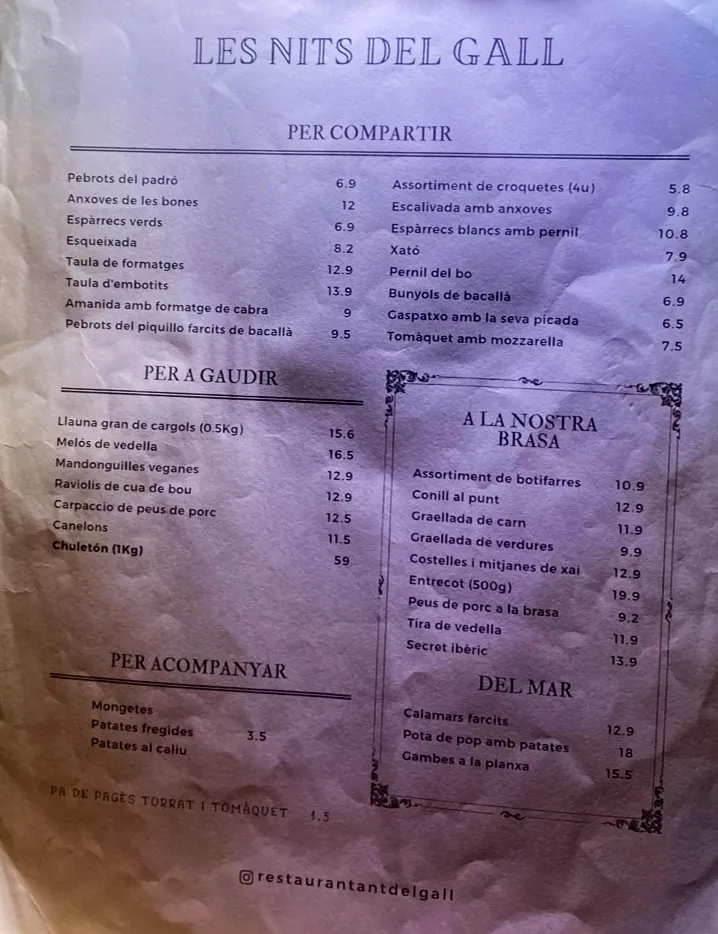 LES NITS DEL GALL
PER COMPARTIR
Pebrots del padró 6.9
Anxoves de les bones 12
Espàrrecs verds 6.9
Esqueixada 8.2
Taula de formatges 12.9
Taula d'embotits 13.9
Amanida amb formatge de cabra 9
Pebrots del piquillo farcits de bacallà 9.5
Assortiment de croquetes (4u) 5.8
Escalivada amb anxoves 9.8
Espàrrecs blancs amb pernil 10.8
Xató 7.9
Pernil del bo 14
Bunyols de bacallà 6.9
Gaspatxo amb la seva picada 6.5
Tomàquet amb mozzarella 7.5
PER A GAUDIR
Llauna gran de cargols (0.5Kg) 15.6
Melós de vedella 16.5
Mandonguilles veganes 12.9
Raviolis de cua de bou 12.9
Carpaccio de peus de porc 12.5
Canelons 11.5
Chuletón (1Kg) 59
A LA NOSTRA
BRASA
Assortiment de botifarres 10.9
Conill al punt 12.9
Graellada de carn 11.9
Graellada de verdures 9.9
Costelles i mitjanes de xai 12.9
Entrecot (500g) 19.9
Peus de porc a la brasa 9.2
Tira de vedella 11.9
Secret ibèric 13.9
DEL MAR
Calamars farcits 12.9
Pota de pop amb patates 18
Gambes a la planxa 15.5
PER ACOMPANYAR
Mongetes
Patates fregides 3.5
Patates al caliu
PA DE PAGÈS TORRAT I TOMÀQUET 1.5
restaurantantdelgall